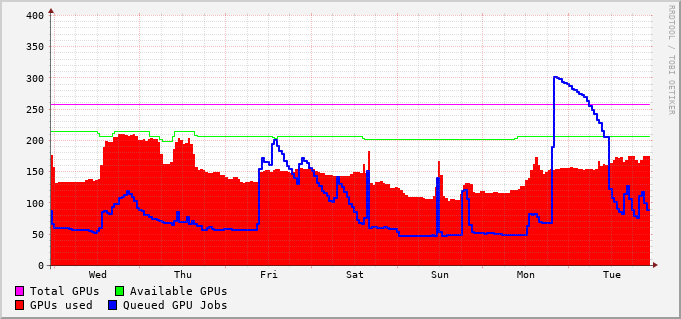 400
350
300
250
200
150
100
50
0
Wed Thu Fri Sat Sun Mon Tue
Total GPUs Available GPUs
GPUs used Queued GPU Jobs
RRDTOOL / TOBI OETIKER